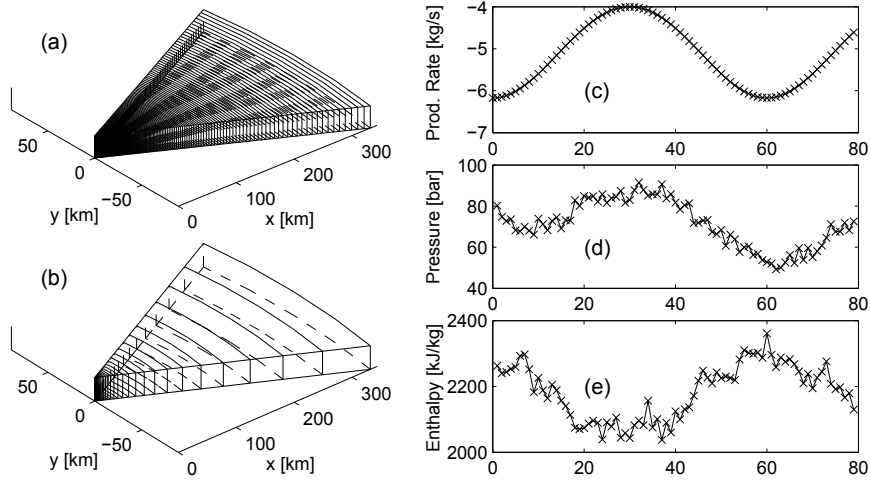 (a)
50
0
−50
y [km]
0
100
200
300
x [km]
(b)
50
0
−50
y [km]
0
100
200
300
x [km]
−4
−5
−6
−7
Prod. Rate [kg/s]
(c)
0 20 40 60 80
100
80
60
40
Pressure [bar]
(d)
0 20 40 60 80
2400
2200
2000
Enthalpy [kJ/kg]
(e)
0 20 40 60 80